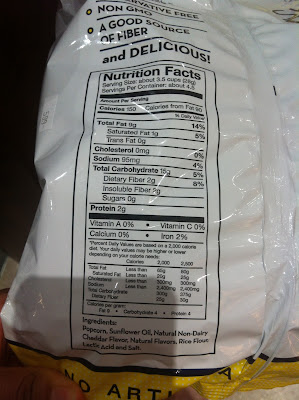 VATIVE FREE
NON GMO
A GOOD SOURCE
OF FIBER
and DELICIOUS!
Nutrition Facts
Serving Size: about 3.5 cups (28g)
Servings Per Container: about 4.5
Amount Per Serving
Calories 150 Calories from Fat 80
% Daily Value
Total Fat 9g 14%
Saturated Fat 1g 5%
Trans Fat 0g
Cholesterol 0mg 0%
Sodium 95mg 4%
Total Carbohydrate 15g 5%
Dietary Fiber 2g 8%
Insoluble Fiber
Sugars 0g
Protein 2g
Vitamin A 0% • Vitamin C 0%
Calcium 0% • Iron 2%
*Percent Daily Values are based on a 2,000 calorie
diet. Your daily values may be higher or lower
depending on your calorie needs:
Calories 2,000 2,500
Total Fat Less than 65g 80g
Saturated Fat Less than 20g 25g
Cholesterol Less than 300mg 300mg
Sodium Less than 2,400mg 2,400mg
Total Carbohydrate 300g 375g
Dietary Fiber 25g 30g
Calories per gram:
Fat 9 • Carbohydrate 4 • Protein 4
Ingredients:
Popcorn, Sunflower Oil, Natural Non-Dairy
Cheddar Flavor, Natural Flavors, Rice Flour,
Lactic Acid and Salt.
NO ARTI